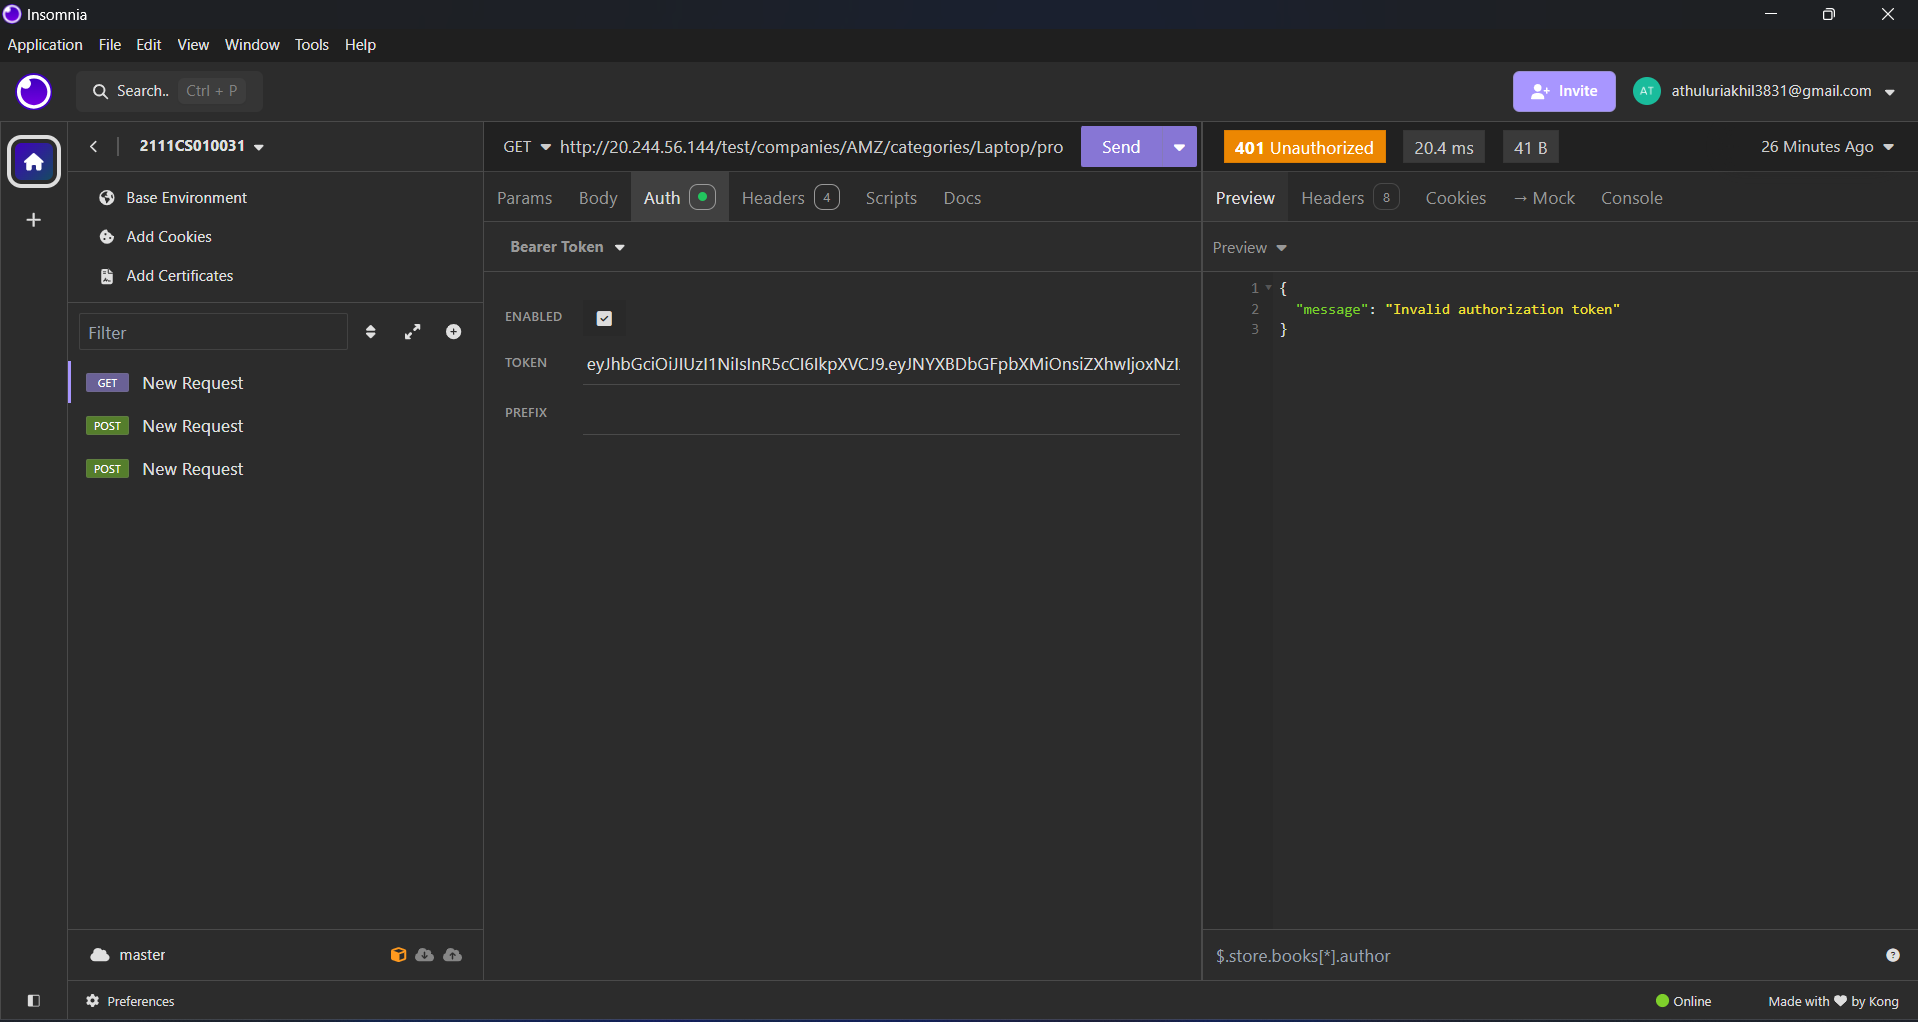 Insomnia
Application File Edit View Window Tools Help
Search.. Ctrl + P
Invite
AT athuluriakhil3831@gmail.com
2111CS010031
Base Environment
Add Cookies
Add Certificates
Filter
GET New Request
POST New Request
POST New Request
master
Preferences
GET http://20.244.56.144/test/companies/AMZ/categories/Laptop/pro Send
Params Body Auth Headers 4 Scripts Docs
Bearer Token
ENABLED
TOKEN
PREFIX
401 Unauthorized 20.4 ms 41 B 26 Minutes Ago
Preview Headers 8 Cookies → Mock Console
Preview
1 {
2 "message": "Invalid authorization token"
3 }
$.store.books[*].author
Online Made with ♥ by Kong